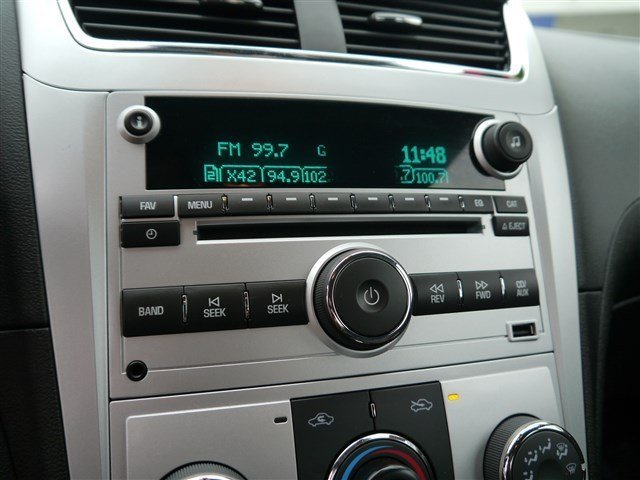 FM 99.7 G 11:48
X42 94.9 102 100.7
FAV MENU EQ CAT
EJECT
BAND SEEK SEEK REV FWD CD/AUX